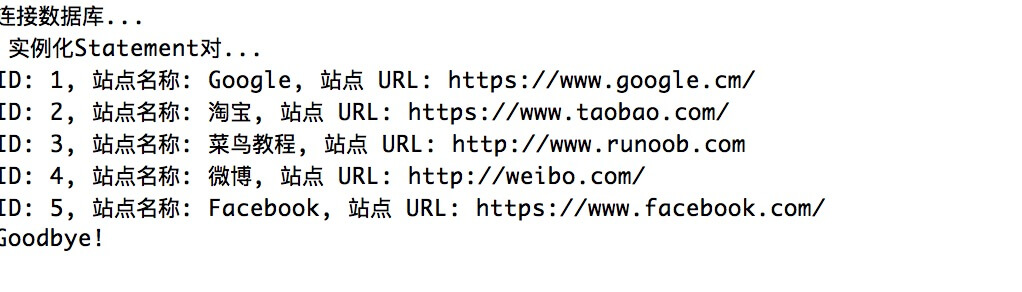 连接数据库...
实例化Statement对...
ID: 1, 站点名称: Google, 站点 URL: https://www.google.cm/
ID: 2, 站点名称: 淘宝, 站点 URL: https://www.taobao.com/
ID: 3, 站点名称: 菜鸟教程, 站点 URL: http://www.runoob.com
ID: 4, 站点名称: 微博, 站点 URL: http://weibo.com/
ID: 5, 站点名称: Facebook, 站点 URL: https://www.facebook.com/
Goodbye!